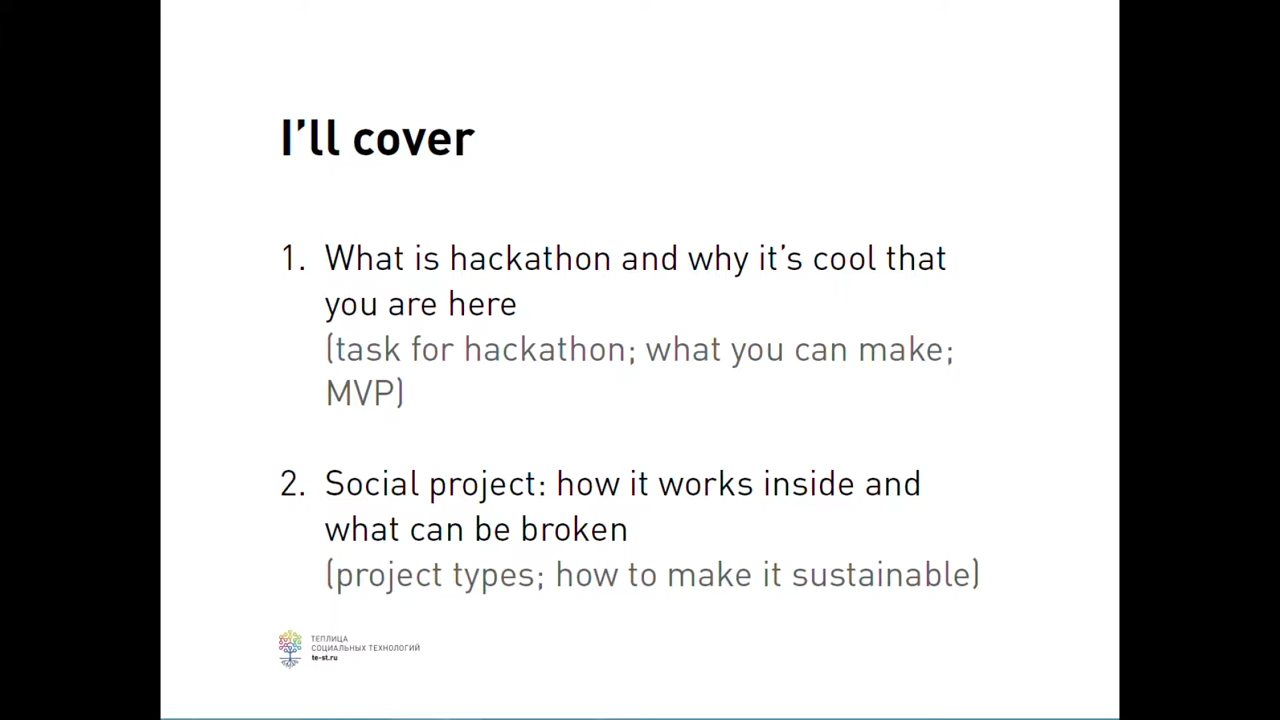 I'll cover
1. What is hackathon and why it's cool that
you are here
(task for hackathon; what you can make;
MVP)
2. Social project: how it works inside and
what can be broken
(project types; how to make it sustainable)
ТЕПЛИЦА
СОЦИАЛЬНЫХ ТЕХНОЛОГИЙ
te-st.ru